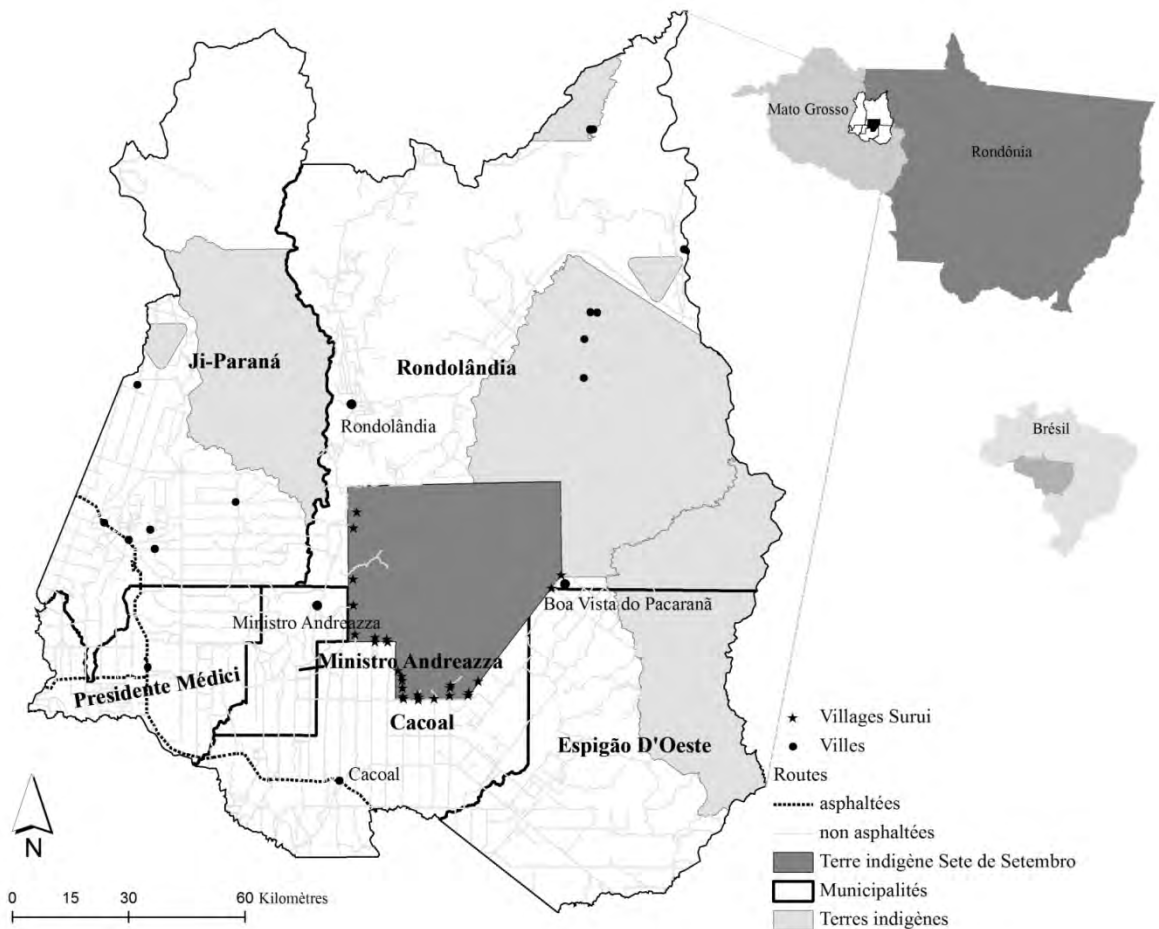 Mato Grosso
Rondônia
Brésil
Ji-Paraná
Rondolândia
Rondolândia
Ministro Andreazza
Boa Vista do Pacaranã
Ministro Andreazza
Presidente Médici
Cacoal
Espigão D'Oeste
Cacoal
N
0 15 30 60 Kilomètres
Villages Surui
Villes
Routes
asphaltées
non asphaltées
Terre indigène Sete de Setembro
Municipalités
Terres indigènes